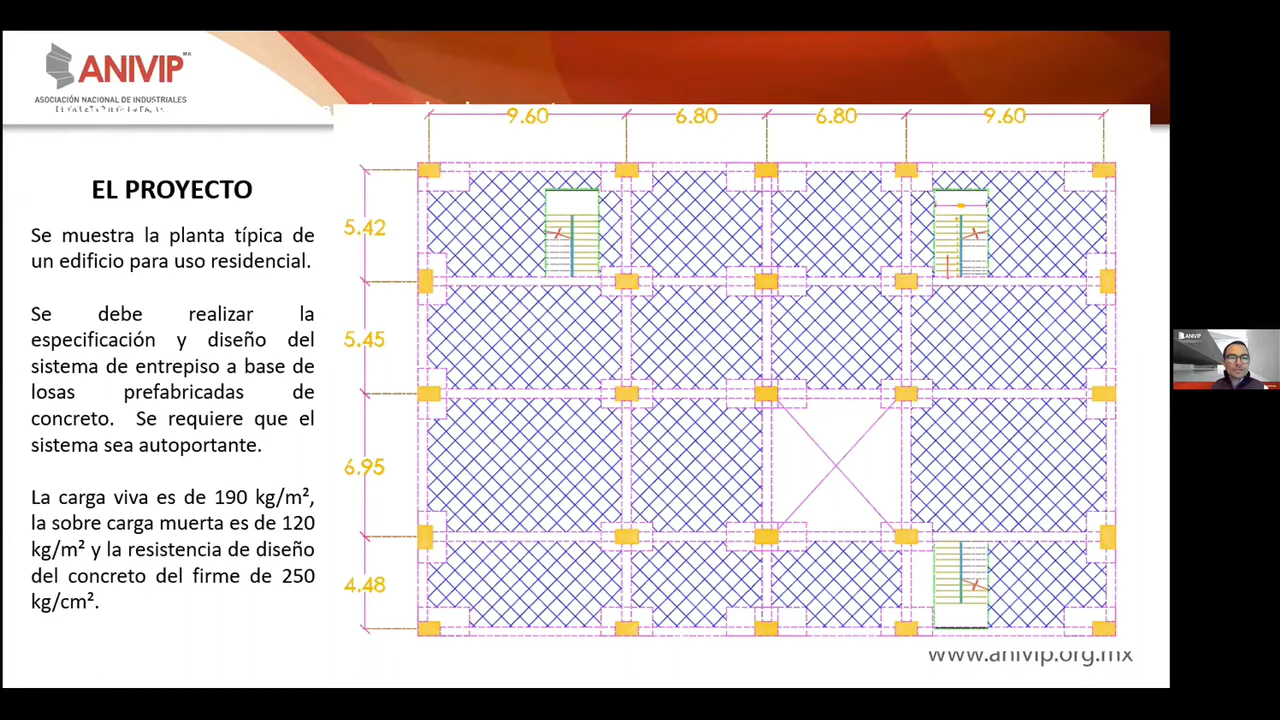 ANIVIP
MR
ASOCIACIÓN NACIONAL DE INDUSTRIALES
9.60
6.80
6.80
9.60
EL PROYECTO
Se muestra la planta típica de
un edificio para uso residencial.
Se debe realizar la
especificación y diseño del
sistema de entrepiso a base de
losas prefabricadas de
concreto. Se requiere que el
sistema sea autoportante.
La carga viva es de 190 kg/m²,
la sobre carga muerta es de 120
kg/m² y la resistencia de diseño
del concreto del firme de 250
kg/cm².
5.42
5.45
6.95
4.48
www.anivip.org.mx
ANIVIP